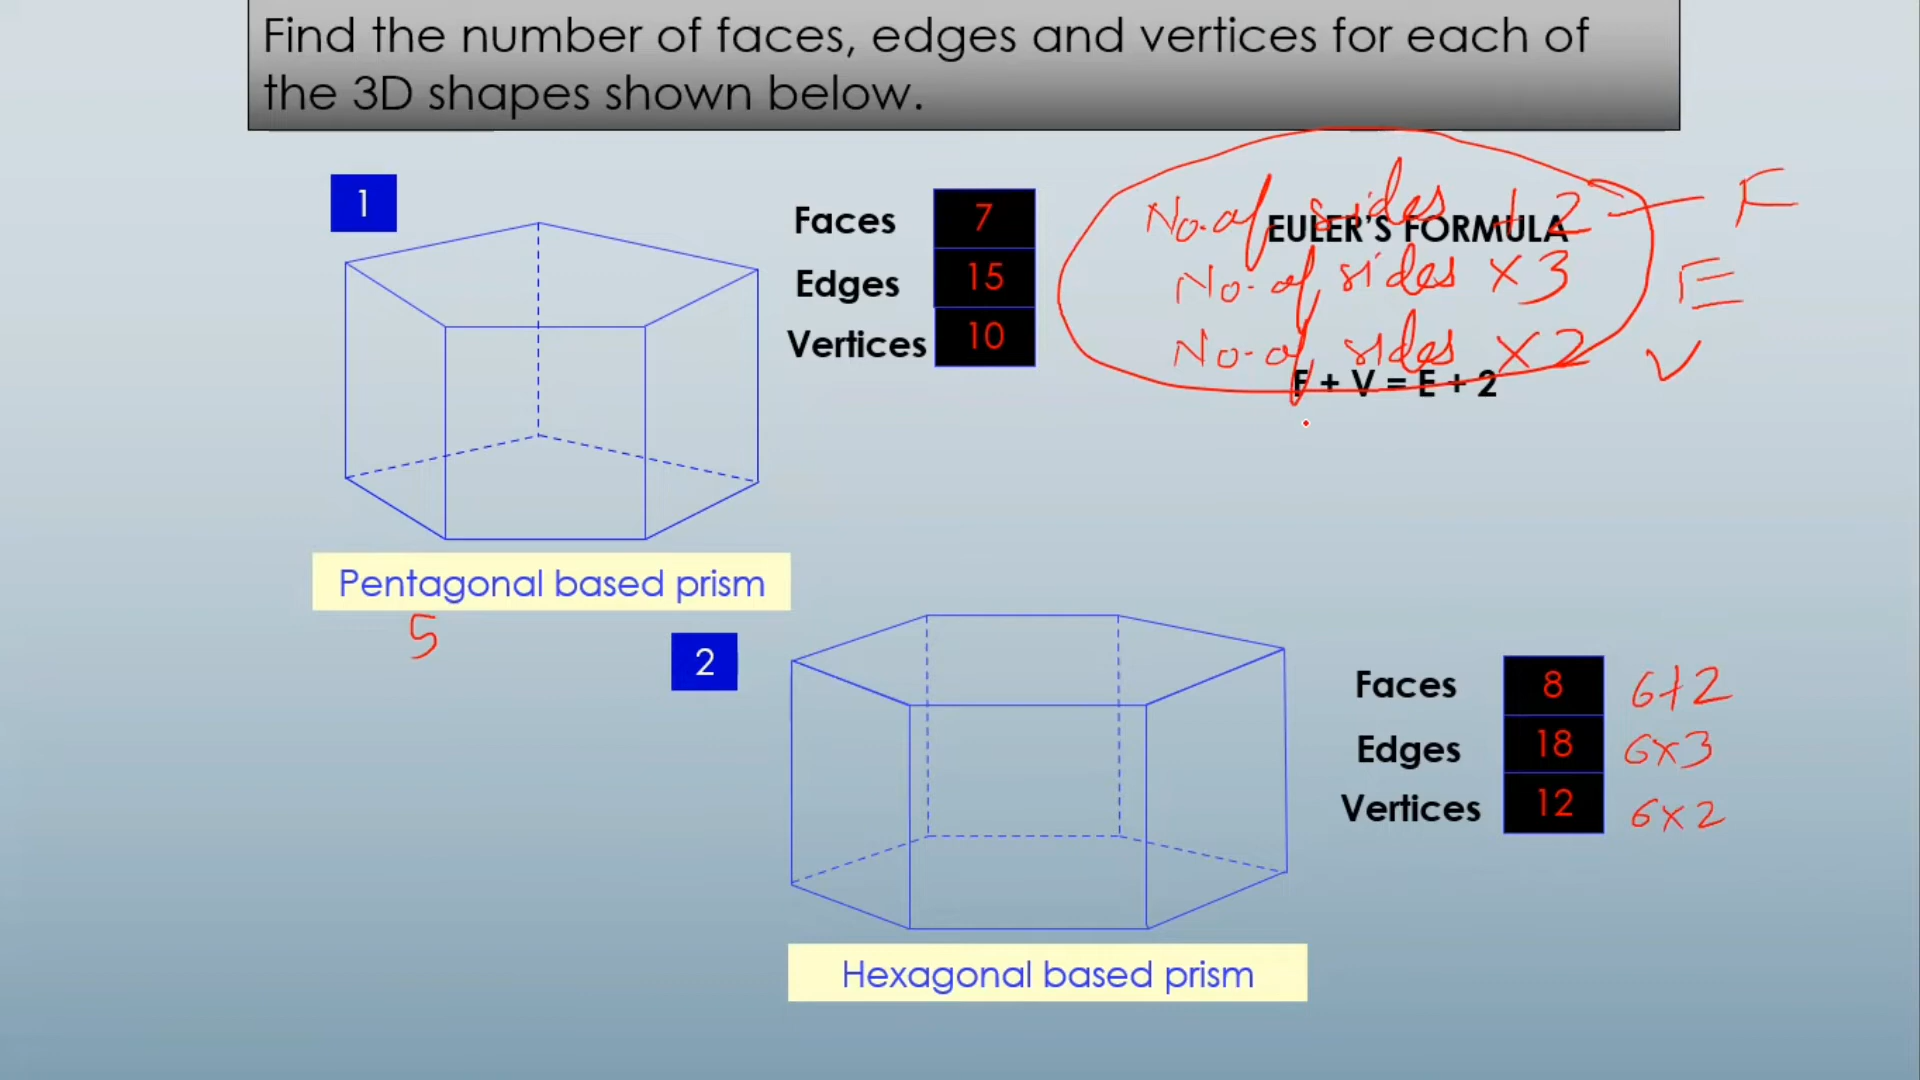 Find the number of faces, edges and vertices for each of
the 3D shapes shown below.
1
Faces 7
Edges 15
Vertices 10
No. of sides + 2 — F
EULER'S FORMULA
No. of sides × 3 E
No. of sides × 2 V
F + V = E + 2
Pentagonal based prism
5
2
Faces 8 6+2
Edges 18 6×3
Vertices 12 6×2
Hexagonal based prism